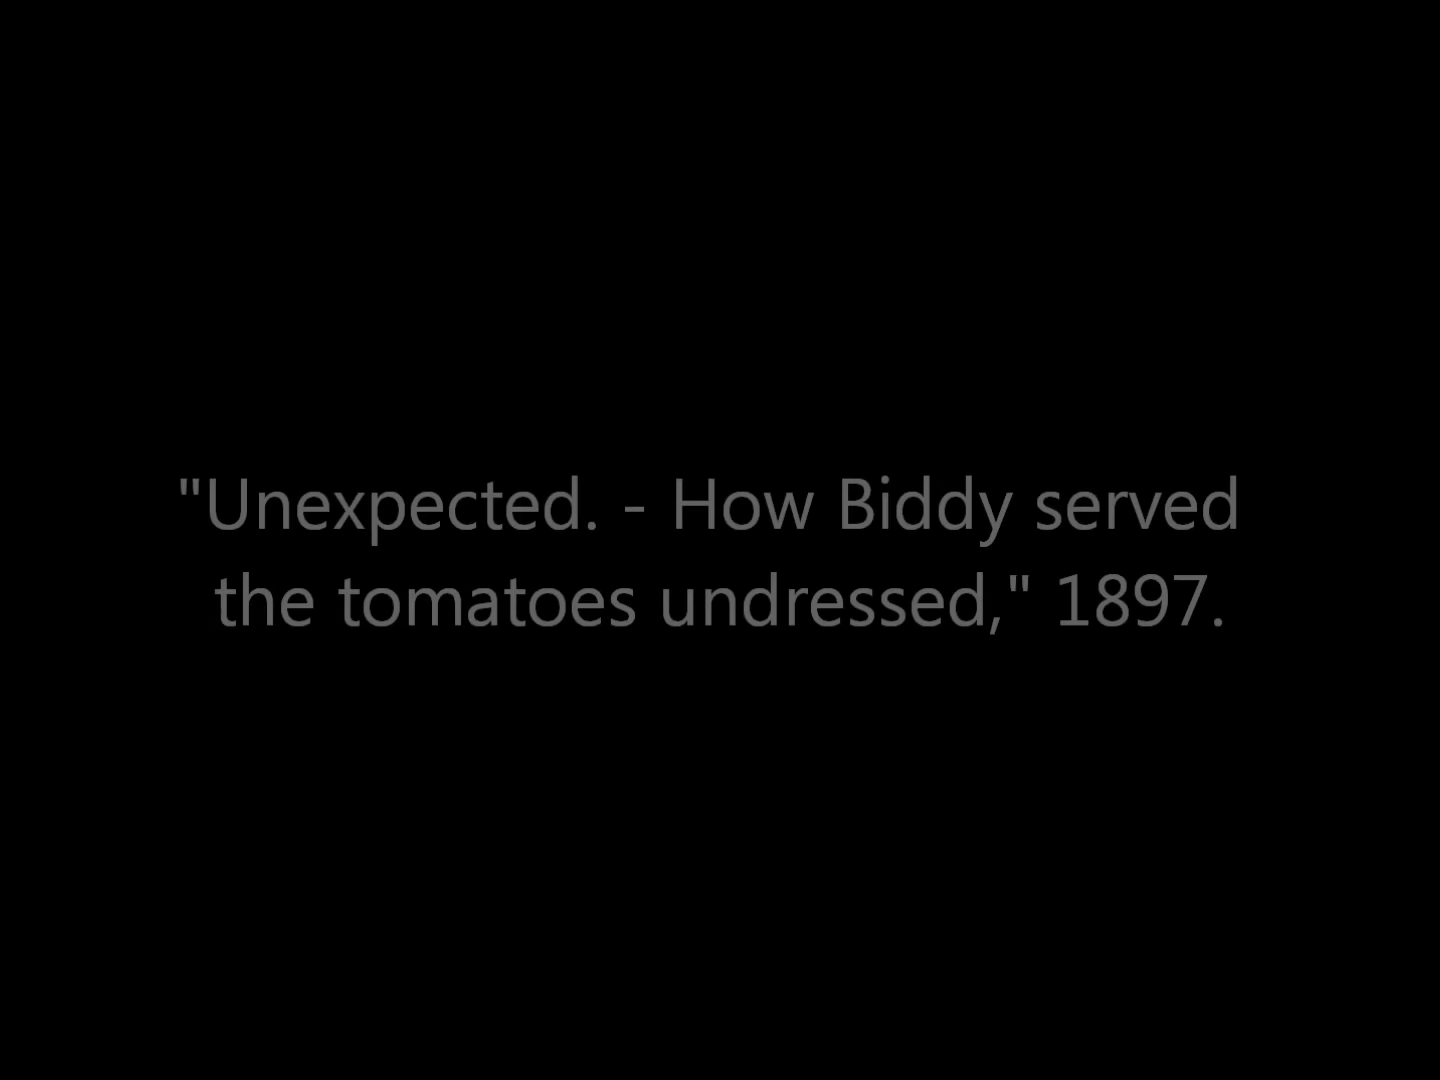 "Unexpected. - How Biddy served
the tomatoes undressed," 1897.